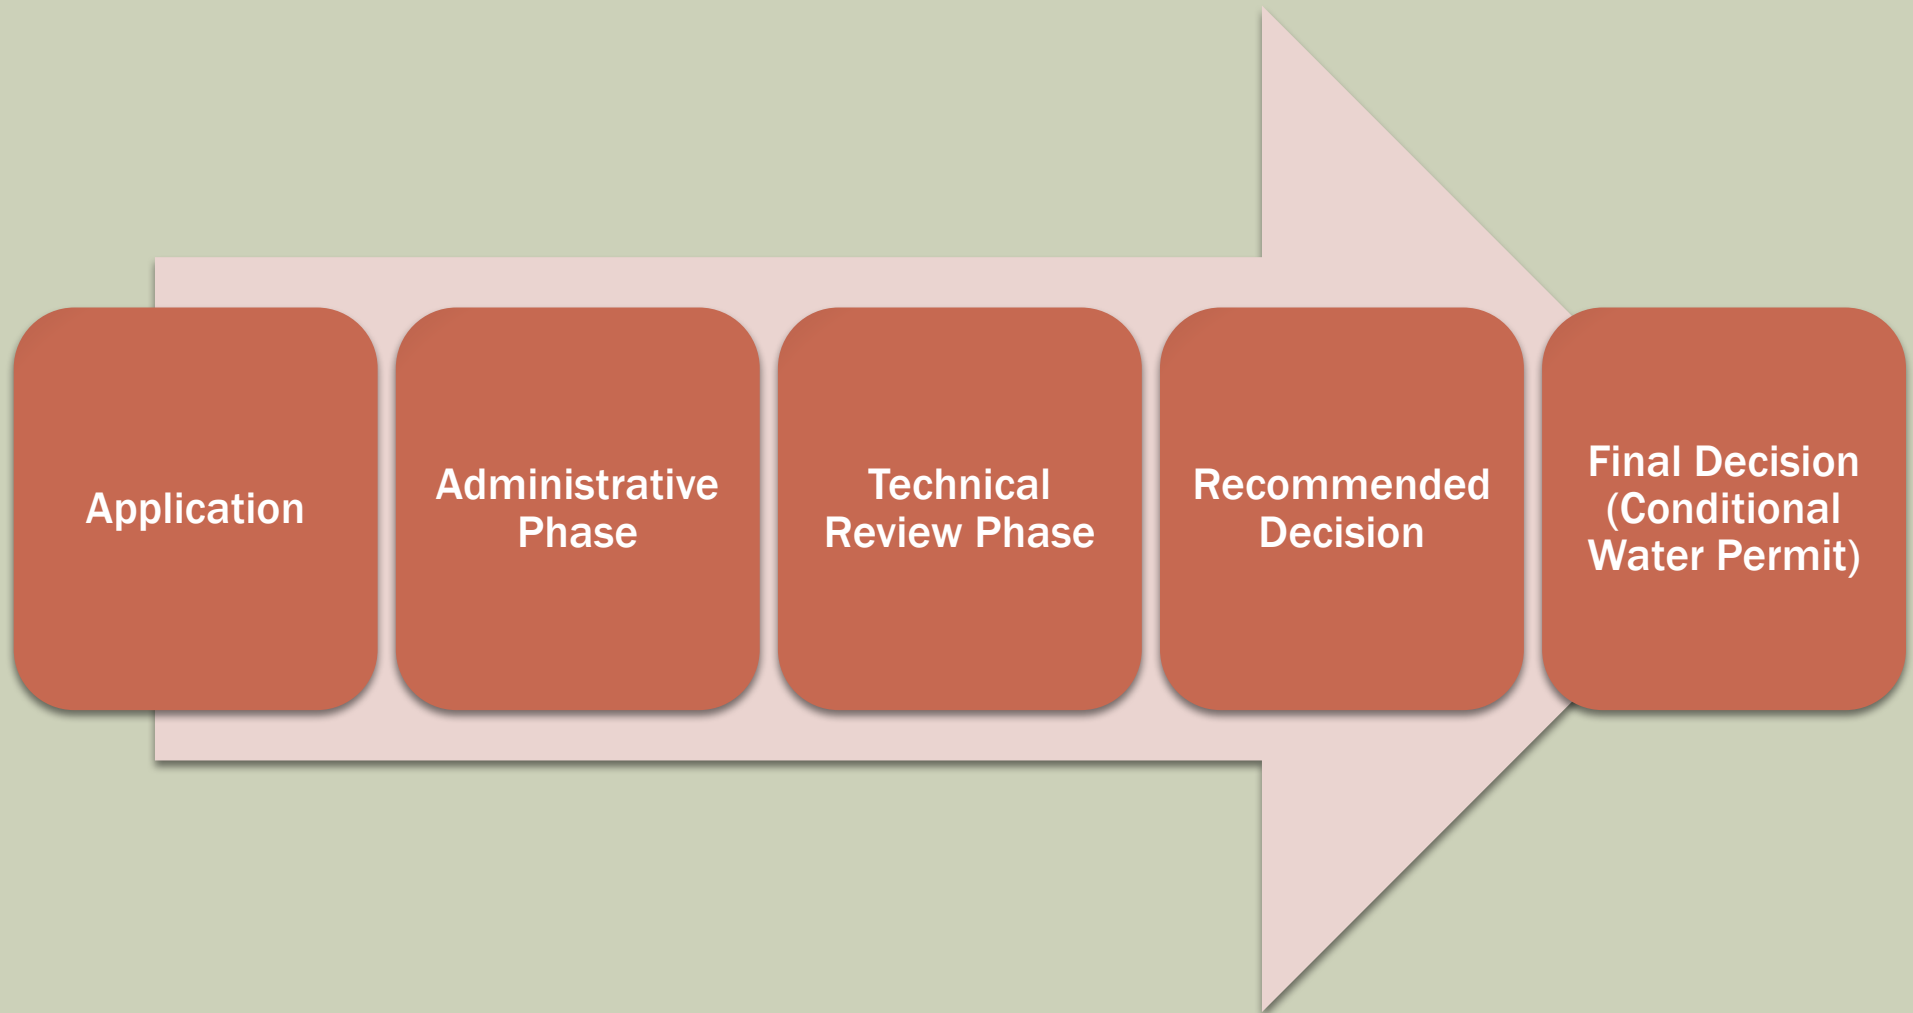 Application
Administrative
Phase
Technical
Review Phase
Recommended
Decision
Final Decision
(Conditional
Water Permit)